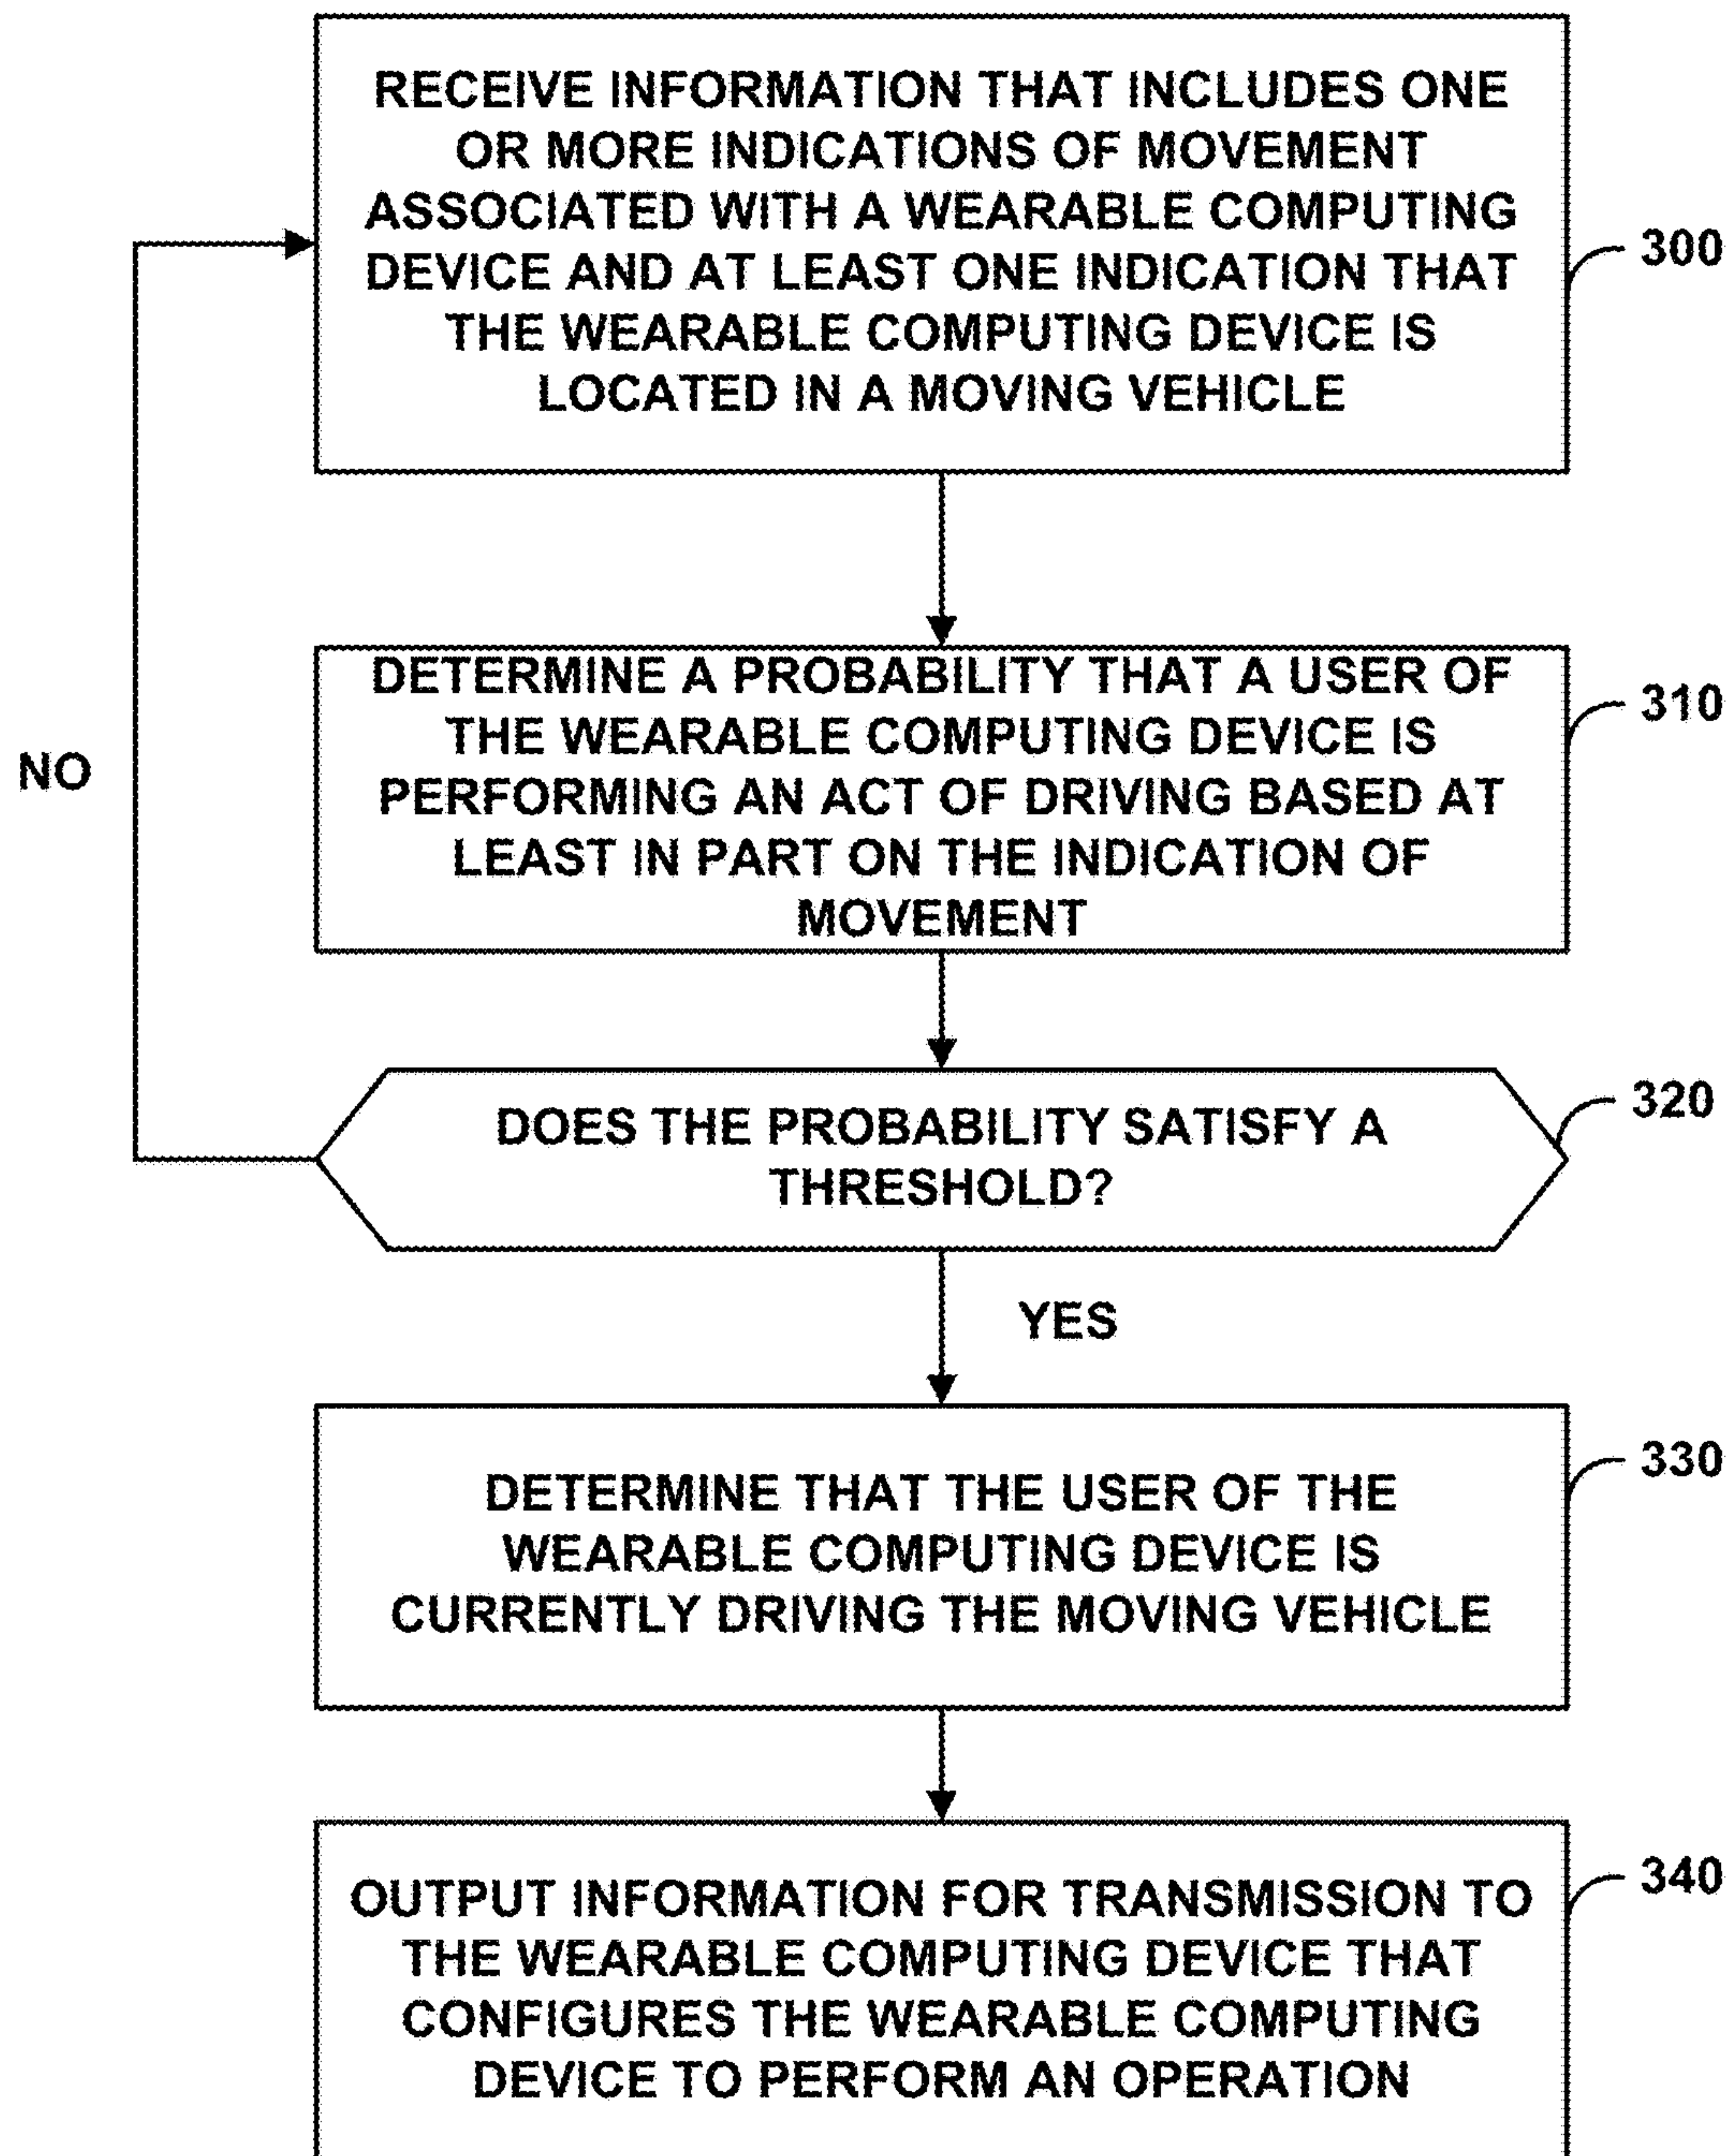 RECEIVE INFORMATION THAT INCLUDES ONE
OR MORE INDICATIONS OF MOVEMENT
ASSOCIATED WITH A WEARABLE COMPUTING
DEVICE AND AT LEAST ONE INDICATION THAT
THE WEARABLE COMPUTING DEVICE IS
LOCATED IN A MOVING VEHICLE
300
DETERMINE A PROBABILITY THAT A USER OF
THE WEARABLE COMPUTING DEVICE IS
PERFORMING AN ACT OF DRIVING BASED AT
LEAST IN PART ON THE INDICATION OF
MOVEMENT
310
NO
DOES THE PROBABILITY SATISFY A
THRESHOLD?
320
YES
DETERMINE THAT THE USER OF THE
WEARABLE COMPUTING DEVICE IS
CURRENTLY DRIVING THE MOVING VEHICLE
330
OUTPUT INFORMATION FOR TRANSMISSION TO
THE WEARABLE COMPUTING DEVICE THAT
CONFIGURES THE WEARABLE COMPUTING
DEVICE TO PERFORM AN OPERATION
340